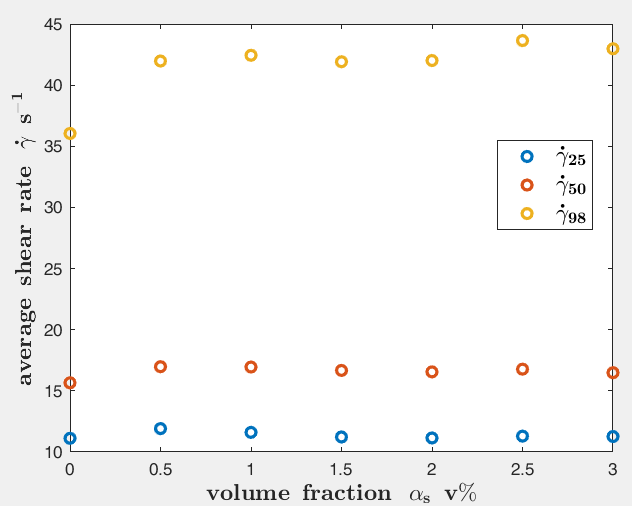 45
40
35
30
25
20
15
10
average shear rate γ̇ s⁻¹
γ̇₂₅
γ̇₅₀
γ̇₉₈
0 0.5 1 1.5 2 2.5 3
volume fraction αₛ v%